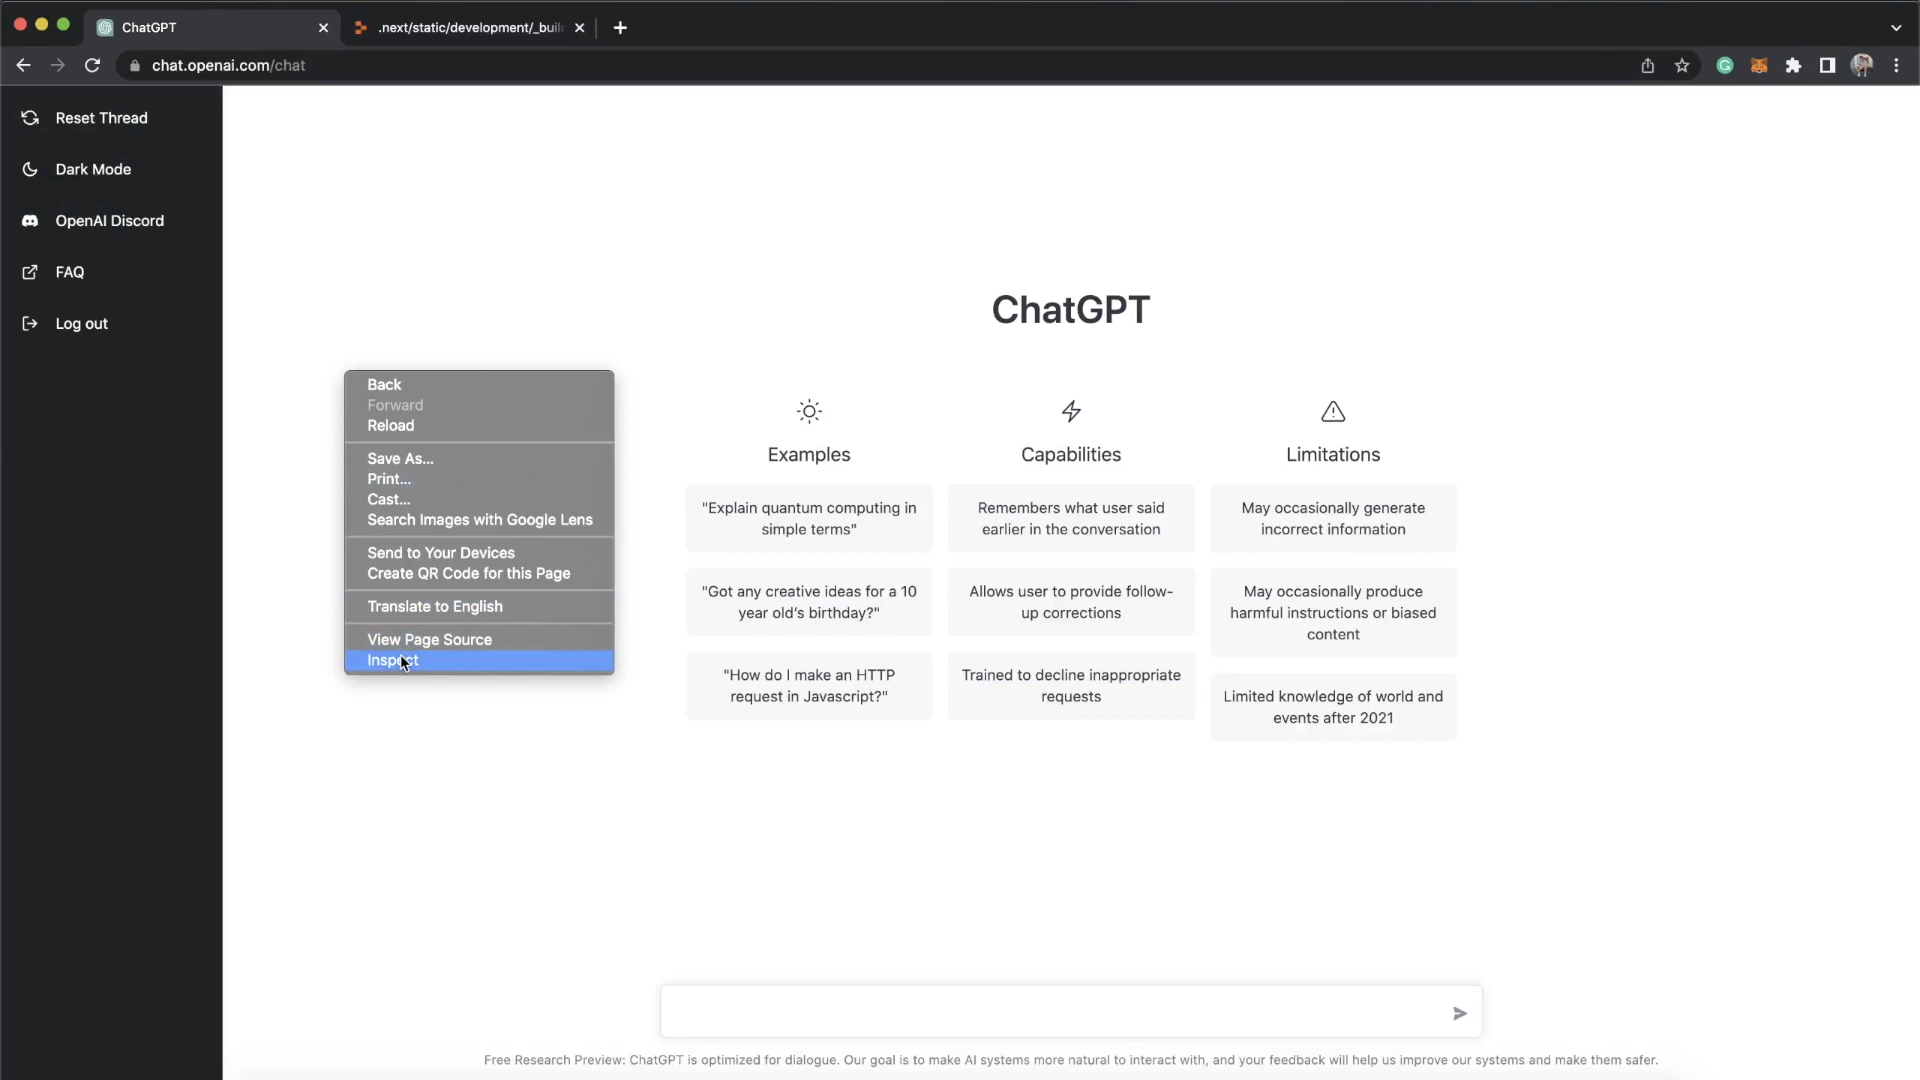 ChatGPT
.next/static/development/_buil
chat.openai.com/chat
Reset Thread
Dark Mode
OpenAI Discord
FAQ
Log out
Back
Forward
Reload
Save As...
Print...
Cast...
Search Images with Google Lens
Send to Your Devices
Create QR Code for this Page
Translate to English
View Page Source
Inspect
ChatGPT
Examples
"Explain quantum computing in
simple terms"
"Got any creative ideas for a 10
year old's birthday?"
"How do I make an HTTP
request in Javascript?"
Capabilities
Remembers what user said
earlier in the conversation
Allows user to provide follow-
up corrections
Trained to decline inappropriate
requests
Limitations
May occasionally generate
incorrect information
May occasionally produce
harmful instructions or biased
content
Limited knowledge of world and
events after 2021
Free Research Preview: ChatGPT is optimized for dialogue. Our goal is to make AI systems more natural to interact with, and your feedback will help us improve our systems and make them safer.